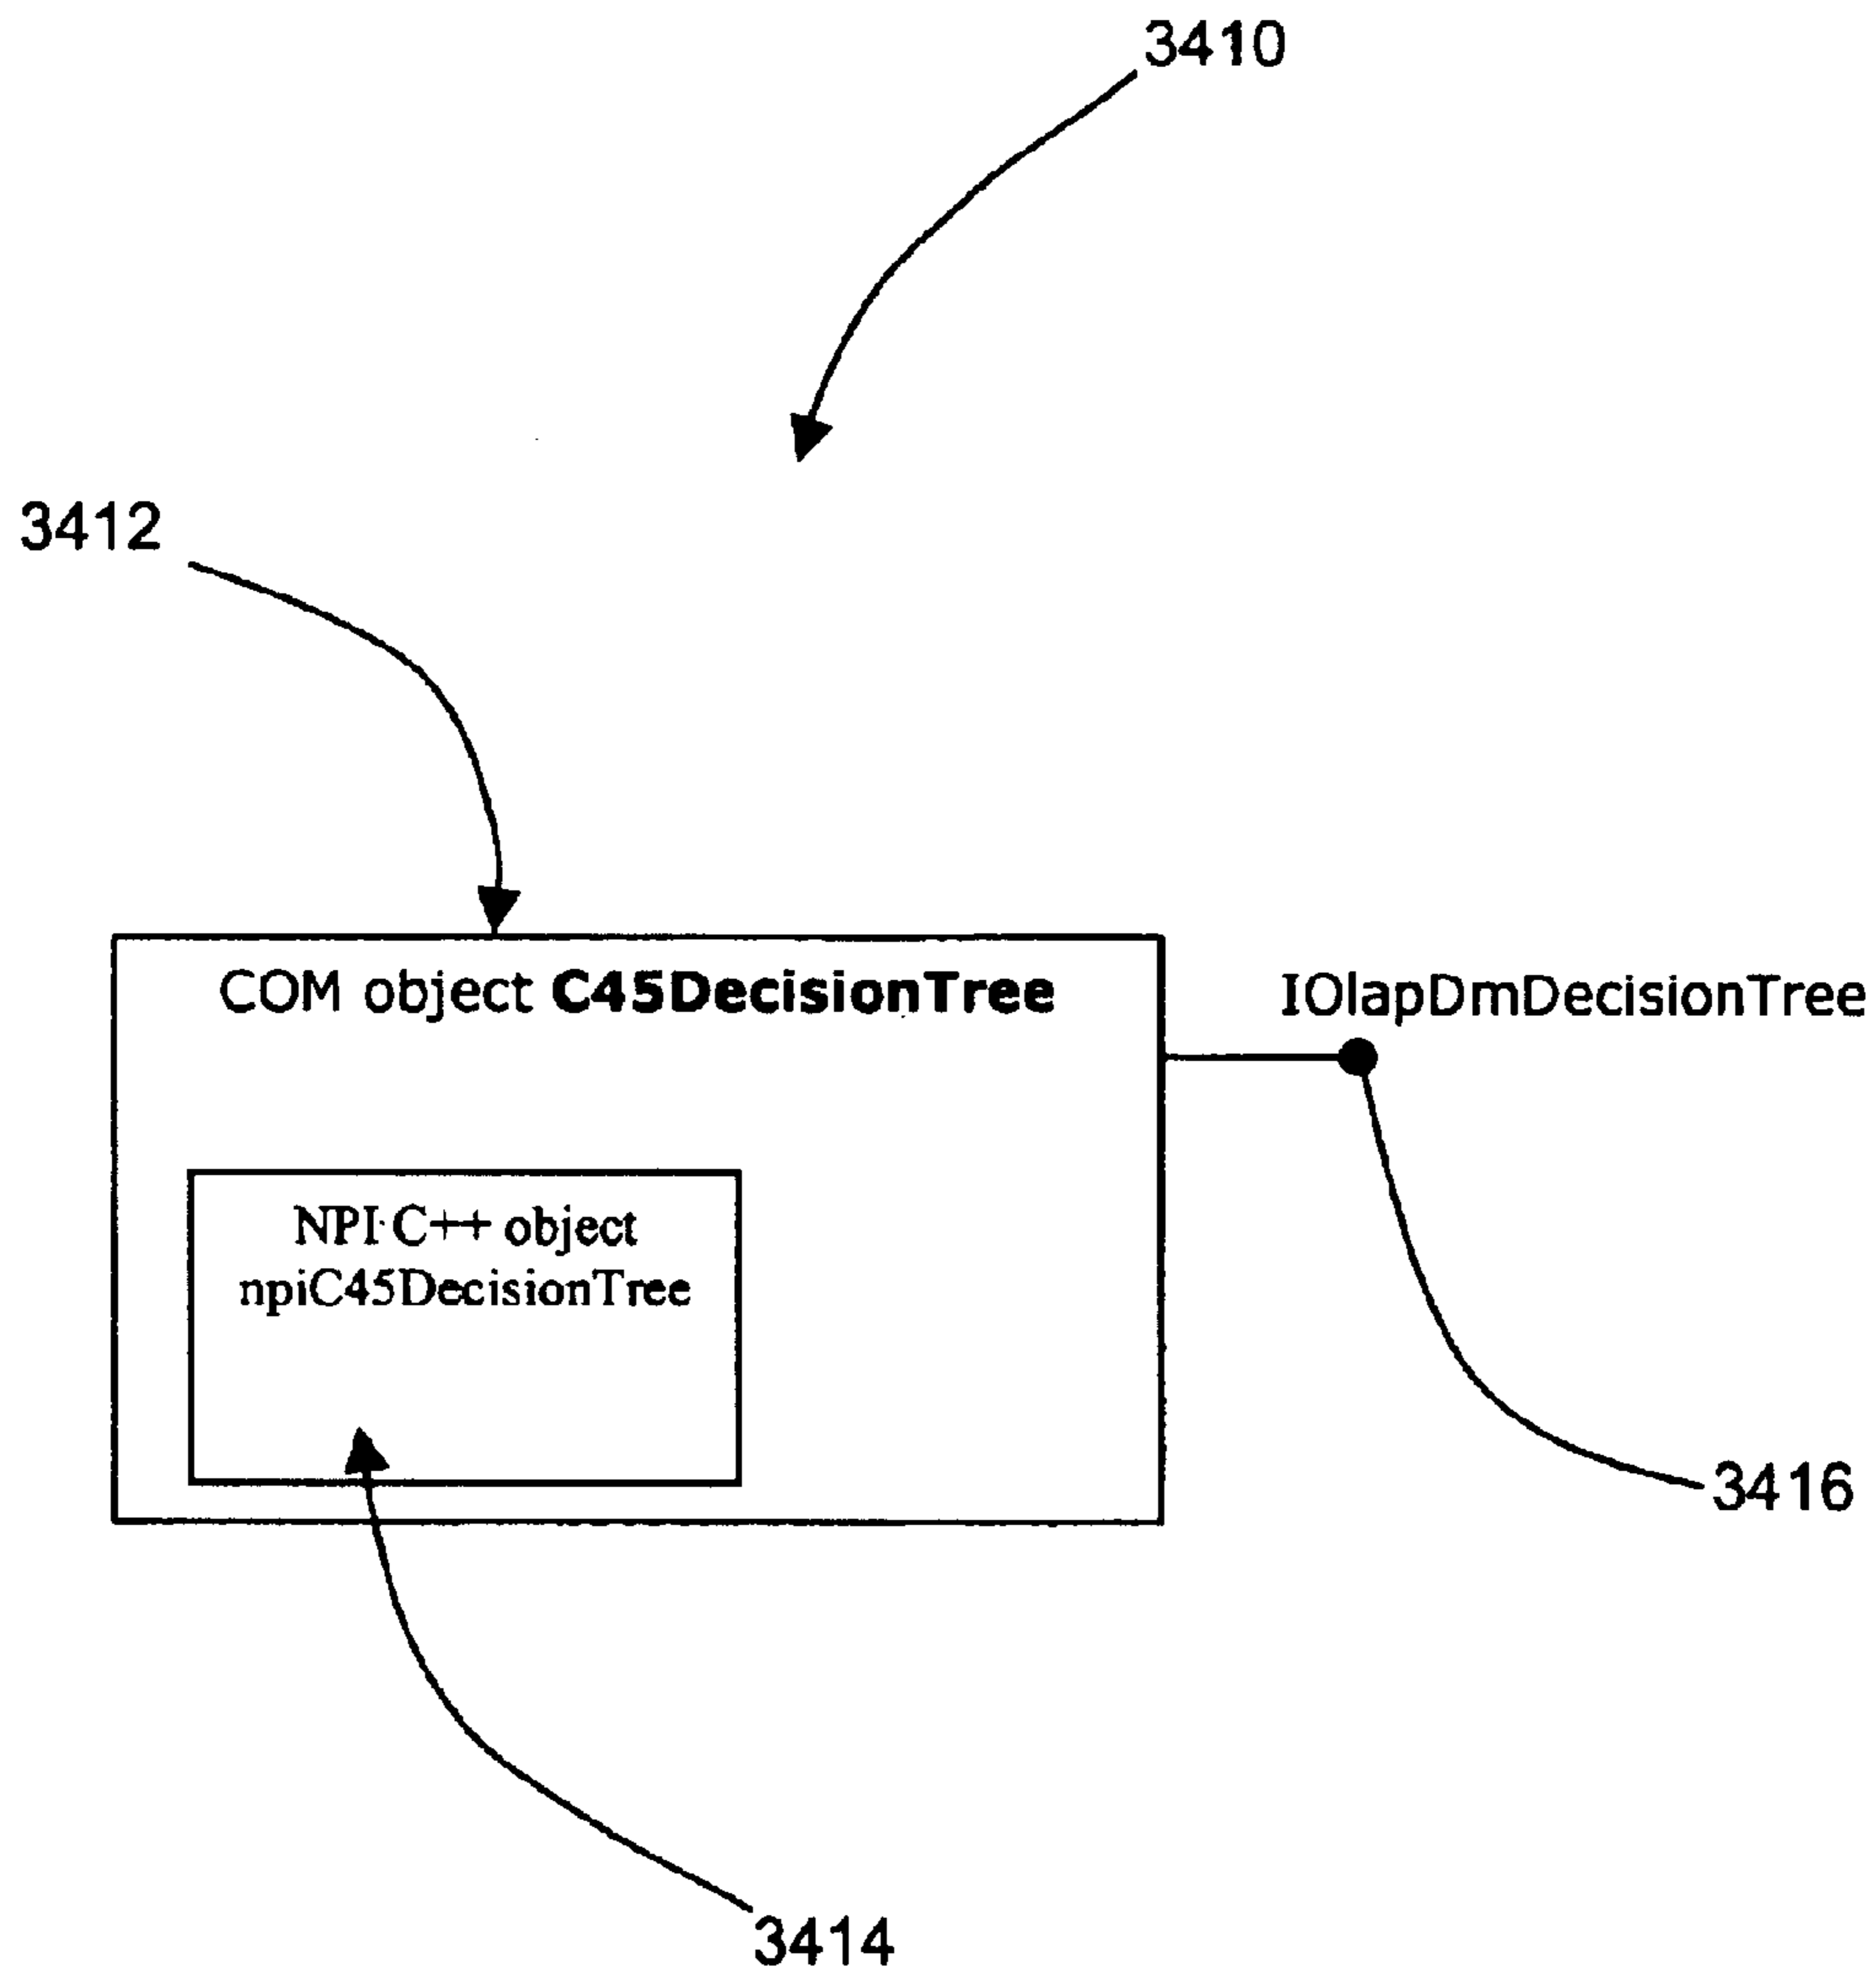 3410
3412
COM object C45DecisionTree
IOlapDmDecisionTree
NPI C++ object
npiC45DecisionTree
3416
3414